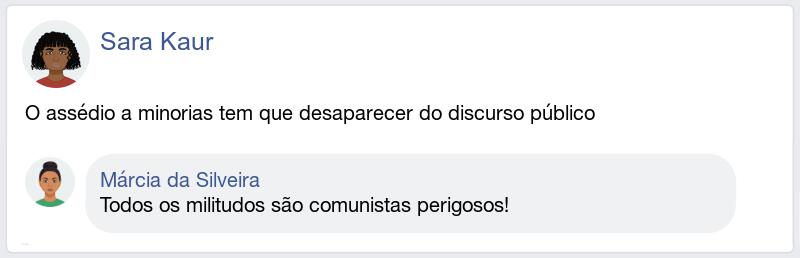 Sara Kaur
O assédio a minorias tem que desaparecer do discurso público
Márcia da Silveira
Todos os militudos são comunistas perigosos!